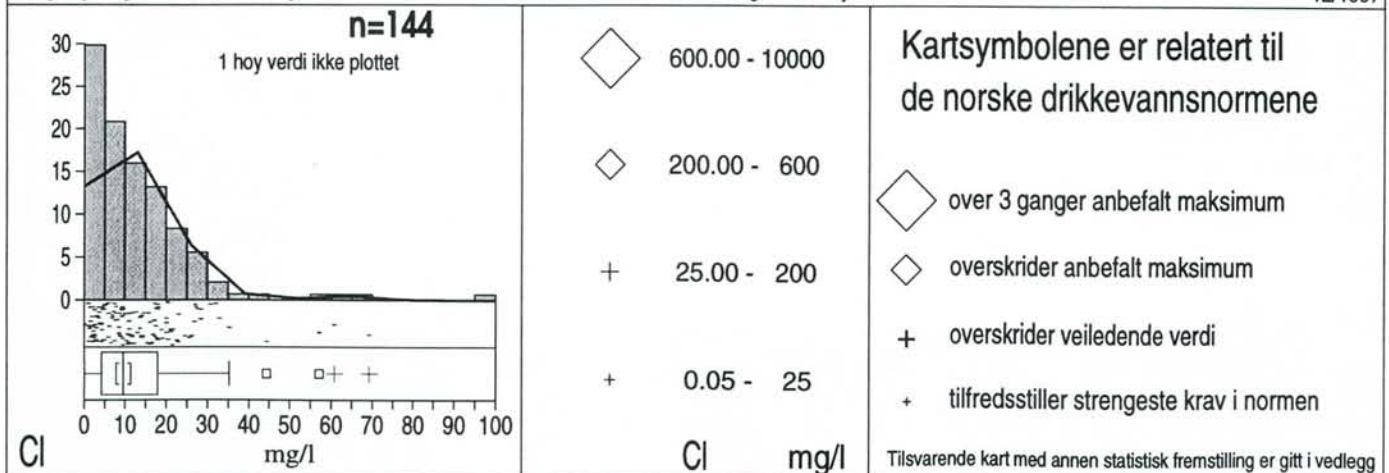 n=144
1 hoy verdi ikke plottet
30
25
20
15
10
5
0
0 10 20 30 40 50 60 70 80 90 100
Cl mg/l
600.00 - 10000
200.00 - 600
25.00 - 200
0.05 - 25
Cl mg/l
Kartsymbolene er relatert til
de norske drikkevannsnormene
over 3 ganger anbefalt maksimum
overskrider anbefalt maksimum
overskrider veiledende verdi
tilfredsstiller strengeste krav i normen
Tilsvarende kart med annen statistisk fremstilling er gitt i vedlegg